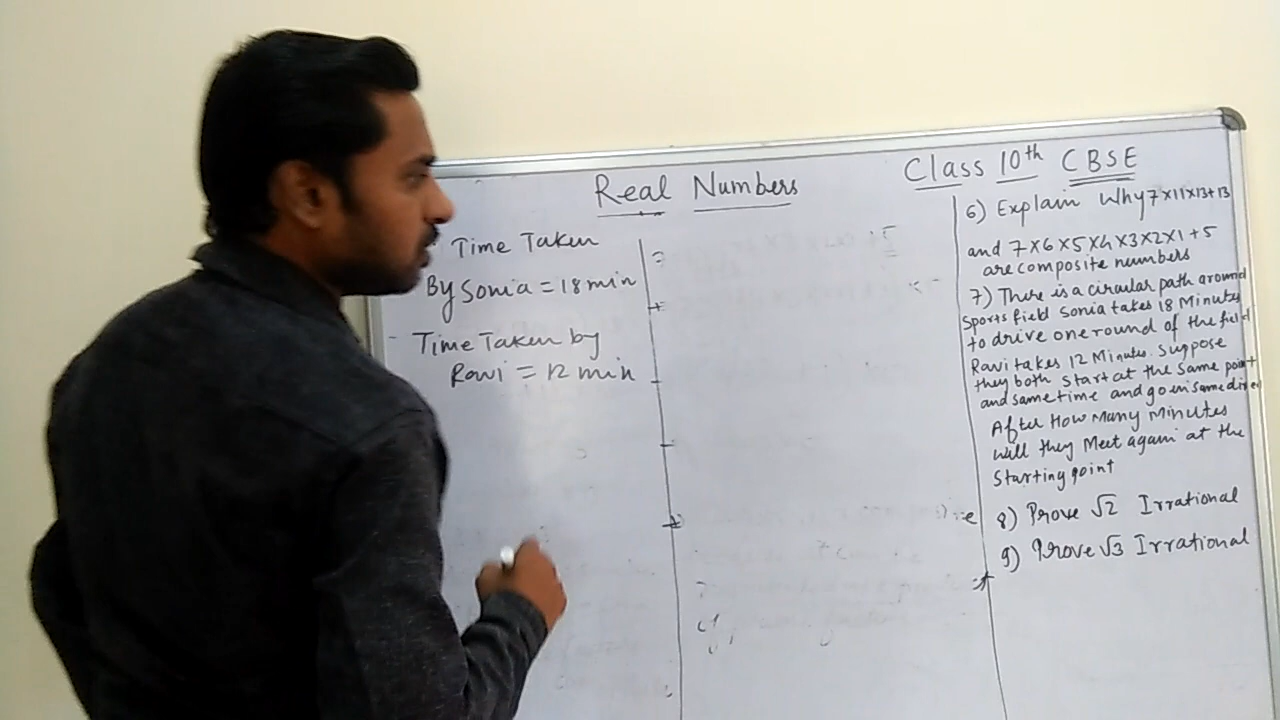 Real Numbers
Class 10th CBSE
Time Taken
By Sonia = 18 min
Time Taken by
Ravi = 12 min
6) Explain Why 7×11×13+13
and 7×6×5×4×3×2×1+5
are composite numbers
7) There is a circular path around
Sports field Sonia takes 18 Minutes
to drive one round of the field
Ravi takes 12 Minutes. Suppose
they both start at the same point
and same time and go in same direc
After How Many Minutes
will they Meet again at the
Starting point
8) Prove √2 Irrational
9) Prove √3 Irrational